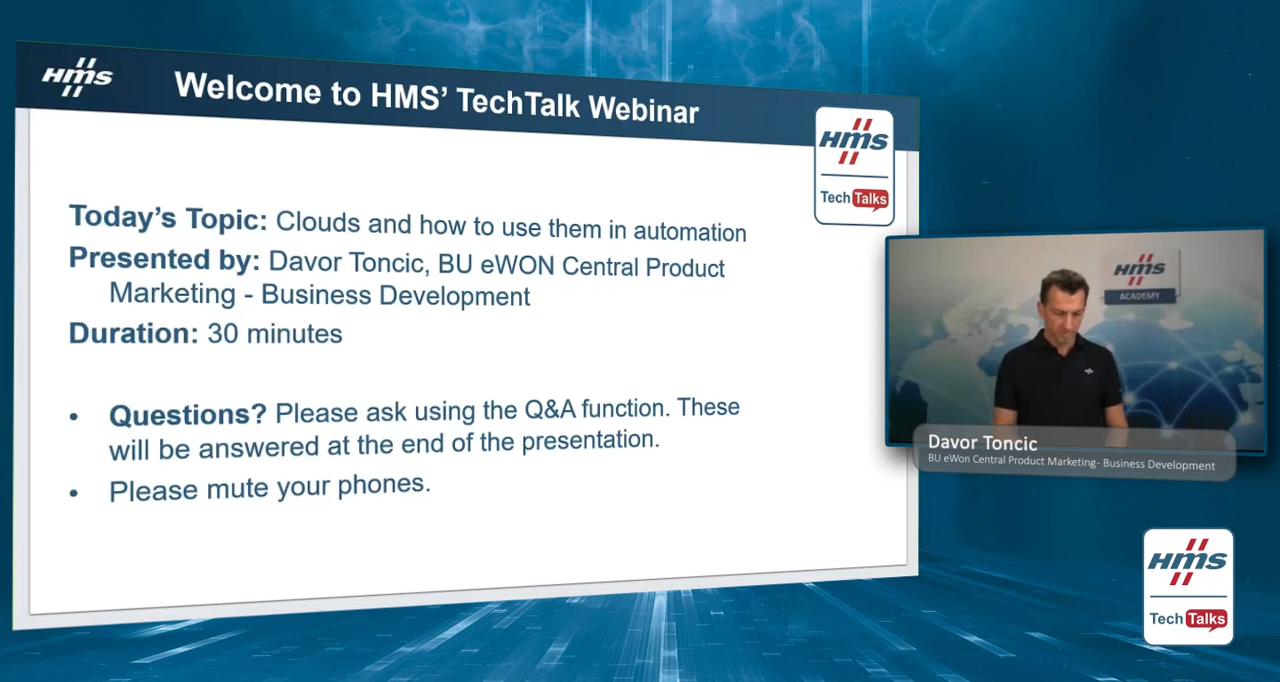 HMS
Welcome to HMS' TechTalk Webinar
HMS
Tech Talks
Today's Topic: Clouds and how to use them in automation
Presented by: Davor Toncic, BU eWON Central Product
Marketing - Business Development
Duration: 30 minutes
• Questions? Please ask using the Q&A function. These
will be answered at the end of the presentation.
• Please mute your phones.
HMS
ACADEMY
Davor Toncic
BU eWon Central Product Marketing- Business Development
HMS
Tech Talks